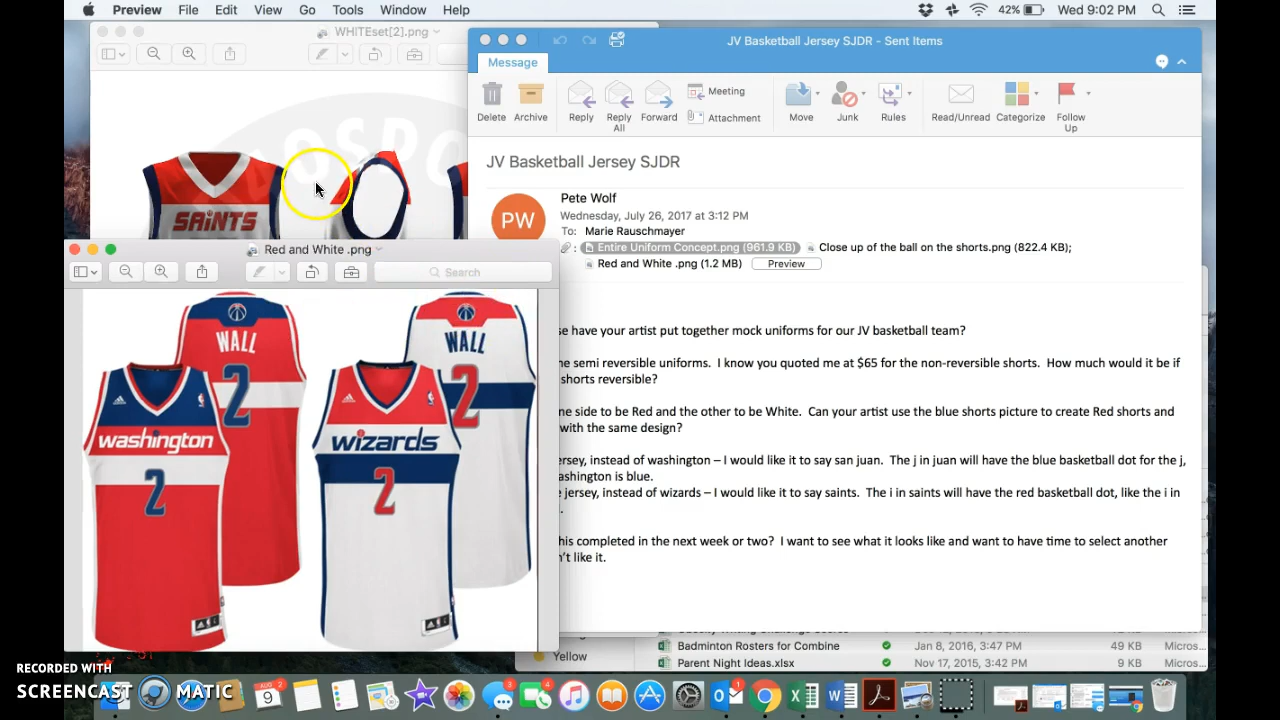 Preview File Edit View Go Tools Window Help 42% Wed 9:02 PM
WHITEset[2].png
SAINTS
JV Basketball Jersey SJDR - Sent Items
Message
Delete Archive Reply Reply All Forward Meeting Attachment Move Junk Rules Read/Unread Categorize Follow Up
JV Basketball Jersey SJDR
PW
Pete Wolf
Wednesday, July 26, 2017 at 3:12 PM
To: Marie Rauschmayer
Entire Uniform Concept.png (961.9 KB) Close up of the ball on the shorts.png (822.4 KB);
Red and White .png (1.2 MB) Preview
Red and White .png
Search
WALL
2
WALL
2
washington
2
wizards
2
adidas
adidas
se have your artist put together mock uniforms for our JV basketball team?
ne semi reversible uniforms. I know you quoted me at $65 for the non-reversible shorts. How much would it be if
shorts reversible?
ne side to be Red and the other to be White. Can your artist use the blue shorts picture to create Red shorts and
with the same design?
ersey, instead of washington – I would like it to say san juan. The j in juan will have the blue basketball dot for the j,
ashington is blue.
e jersey, instead of wizards – I would like it to say saints. The i in saints will have the red basketball dot, like the i in
.
his completed in the next week or two? I want to see what it looks like and want to have time to select another
n't like it.
Yellow
Badminton Rosters for Combine Jan 8, 2016, 3:47 PM 49 KB Micros...
Parent Night Ideas.xlsx Nov 17, 2015, 3:42 PM 9 KB Micros...
RECORDED WITH
SCREENCAST MATIC
AUG
9
2
3
4
1